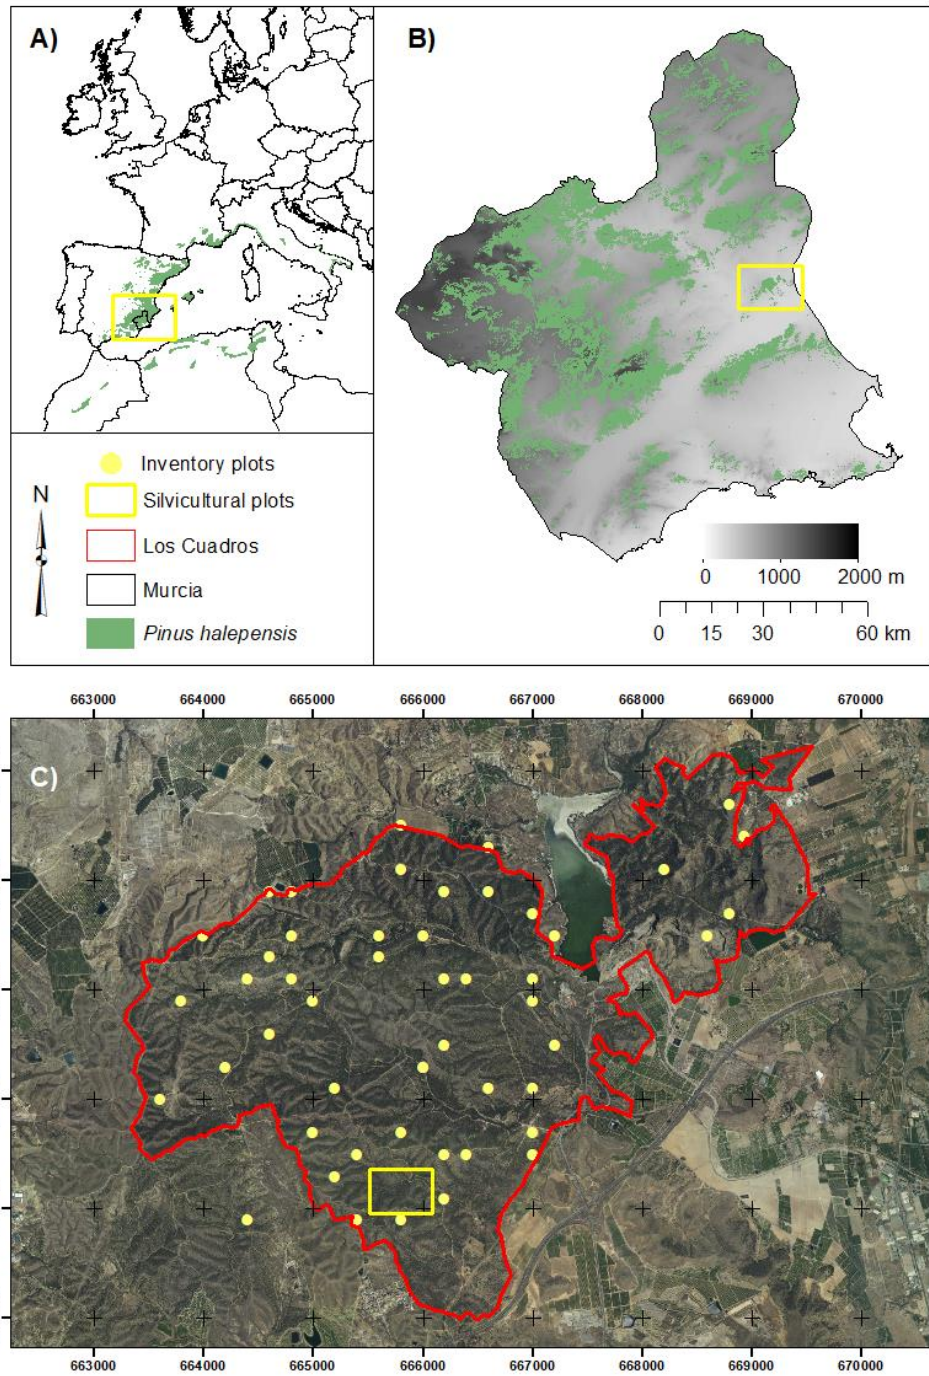 A)
B)
Inventory plots
N
Silvicultural plots
Los Cuadros
Murcia
Pinus halepensis
0 1000 2000 m
0 15 30 60 km
663000 664000 665000 666000 667000 668000 669000 670000
C)
663000 664000 665000 666000 667000 668000 669000 670000